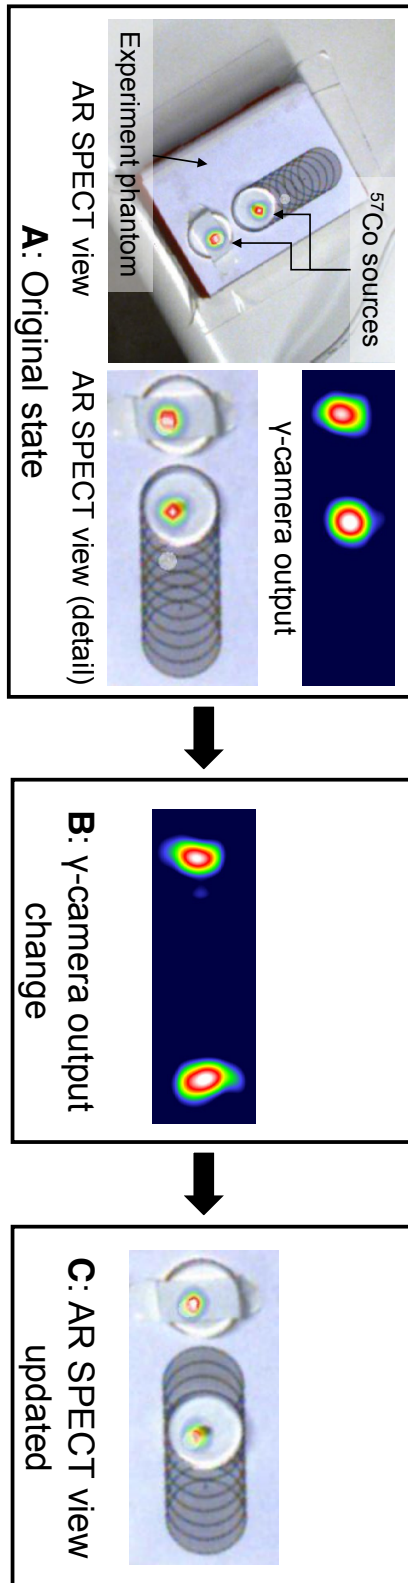 ⁵⁷Co sources
Experiment phantom
AR SPECT view
γ-camera output
AR SPECT view (detail)
A: Original state
B: γ-camera output
change
C: AR SPECT view
updated